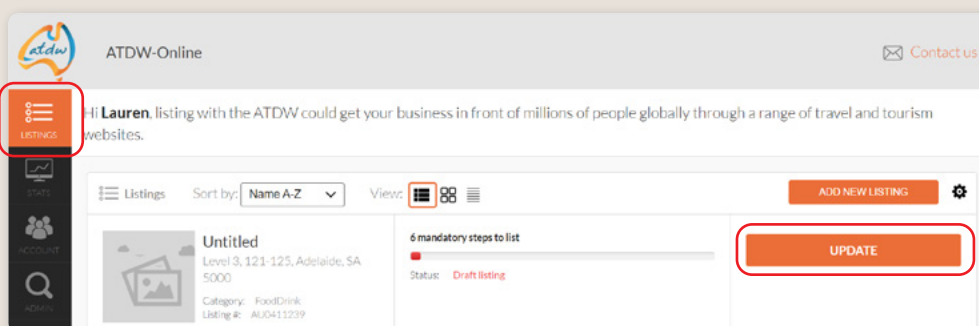 atdw
ATDW-Online
Contact us
Hi Lauren, listing with the ATDW could get your business in front of millions of people globally through a range of travel and tourism
websites.
LISTINGS
STATS
ACCOUNT
ADMIN
Listings Sort by: Name A-Z View: ADD NEW LISTING
Untitled
Level 3, 121-125, Adelaide, SA
5000
Category: FoodDrink
Listing #: AU0411239
6 mandatory steps to list
Status: Draft listing
UPDATE